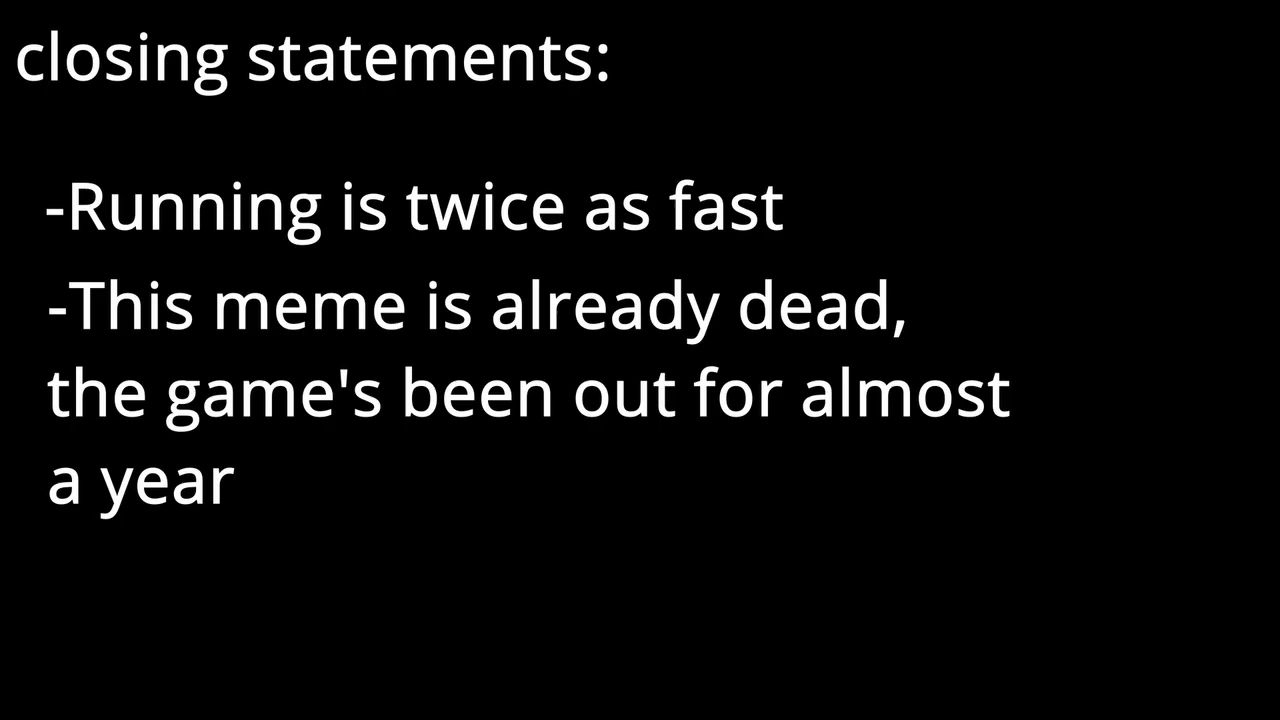 closing statements:
-Running is twice as fast
-This meme is already dead,
the game's been out for almost
a year